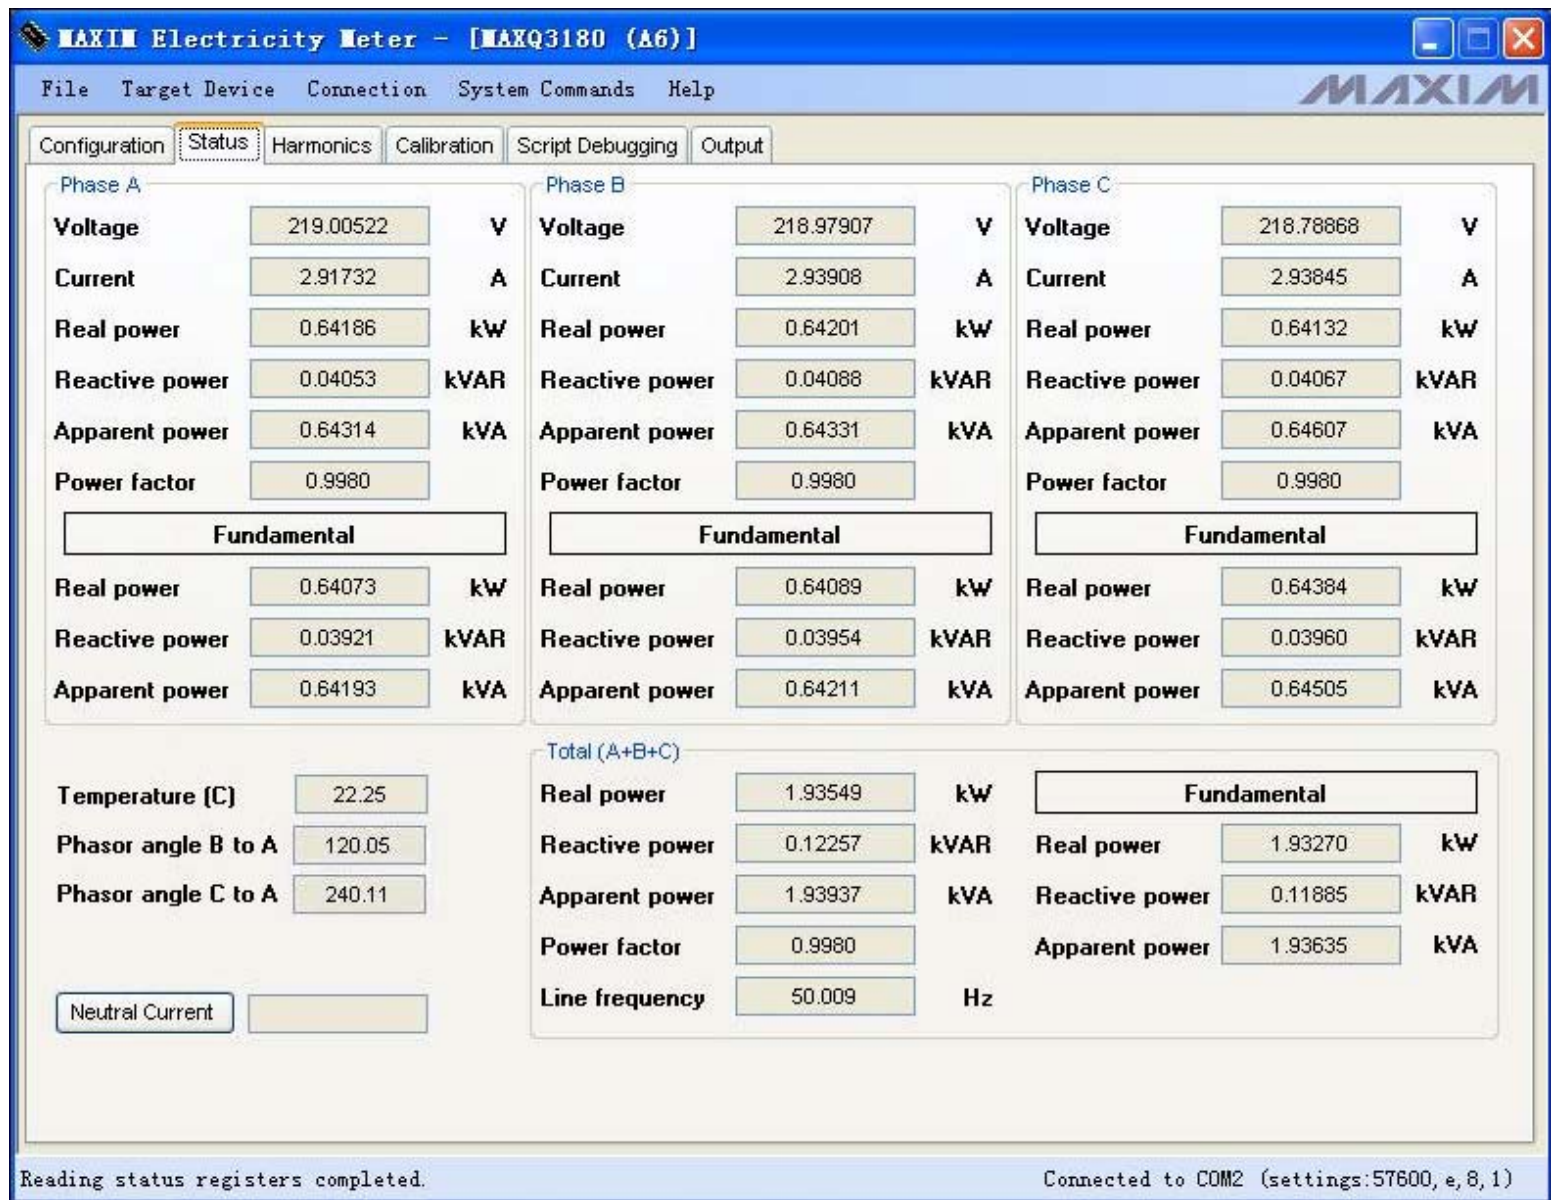 MAXIM Electricity Meter - [MAXQ3180 (A6)]
File Target Device Connection System Commands Help MAXIM
Configuration Status Harmonics Calibration Script Debugging Output
Phase A Phase B Phase C
Voltage 219.00522 V Voltage 218.97907 V Voltage 218.78868 V
Current 2.91732 A Current 2.93908 A Current 2.93845 A
Real power 0.64186 kW Real power 0.64201 kW Real power 0.64132 kW
Reactive power 0.04053 kVAR Reactive power 0.04088 kVAR Reactive power 0.04067 kVAR
Apparent power 0.64314 kVA Apparent power 0.64331 kVA Apparent power 0.64607 kVA
Power factor 0.9980 Power factor 0.9980 Power factor 0.9980
Fundamental Fundamental Fundamental
Real power 0.64073 kW Real power 0.64089 kW Real power 0.64384 kW
Reactive power 0.03921 kVAR Reactive power 0.03954 kVAR Reactive power 0.03960 kVAR
Apparent power 0.64193 kVA Apparent power 0.64211 kVA Apparent power 0.64505 kVA
Total (A+B+C)
Temperature (C) 22.25 Real power 1.93549 kW Fundamental
Phasor angle B to A 120.05 Reactive power 0.12257 kVAR Real power 1.93270 kW
Phasor angle C to A 240.11 Apparent power 1.93937 kVA Reactive power 0.11885 kVAR
Power factor 0.9980 Apparent power 1.93635 kVA
Neutral Current Line frequency 50.009 Hz
Reading status registers completed. Connected to COM2 (settings:57600,e,8,1)